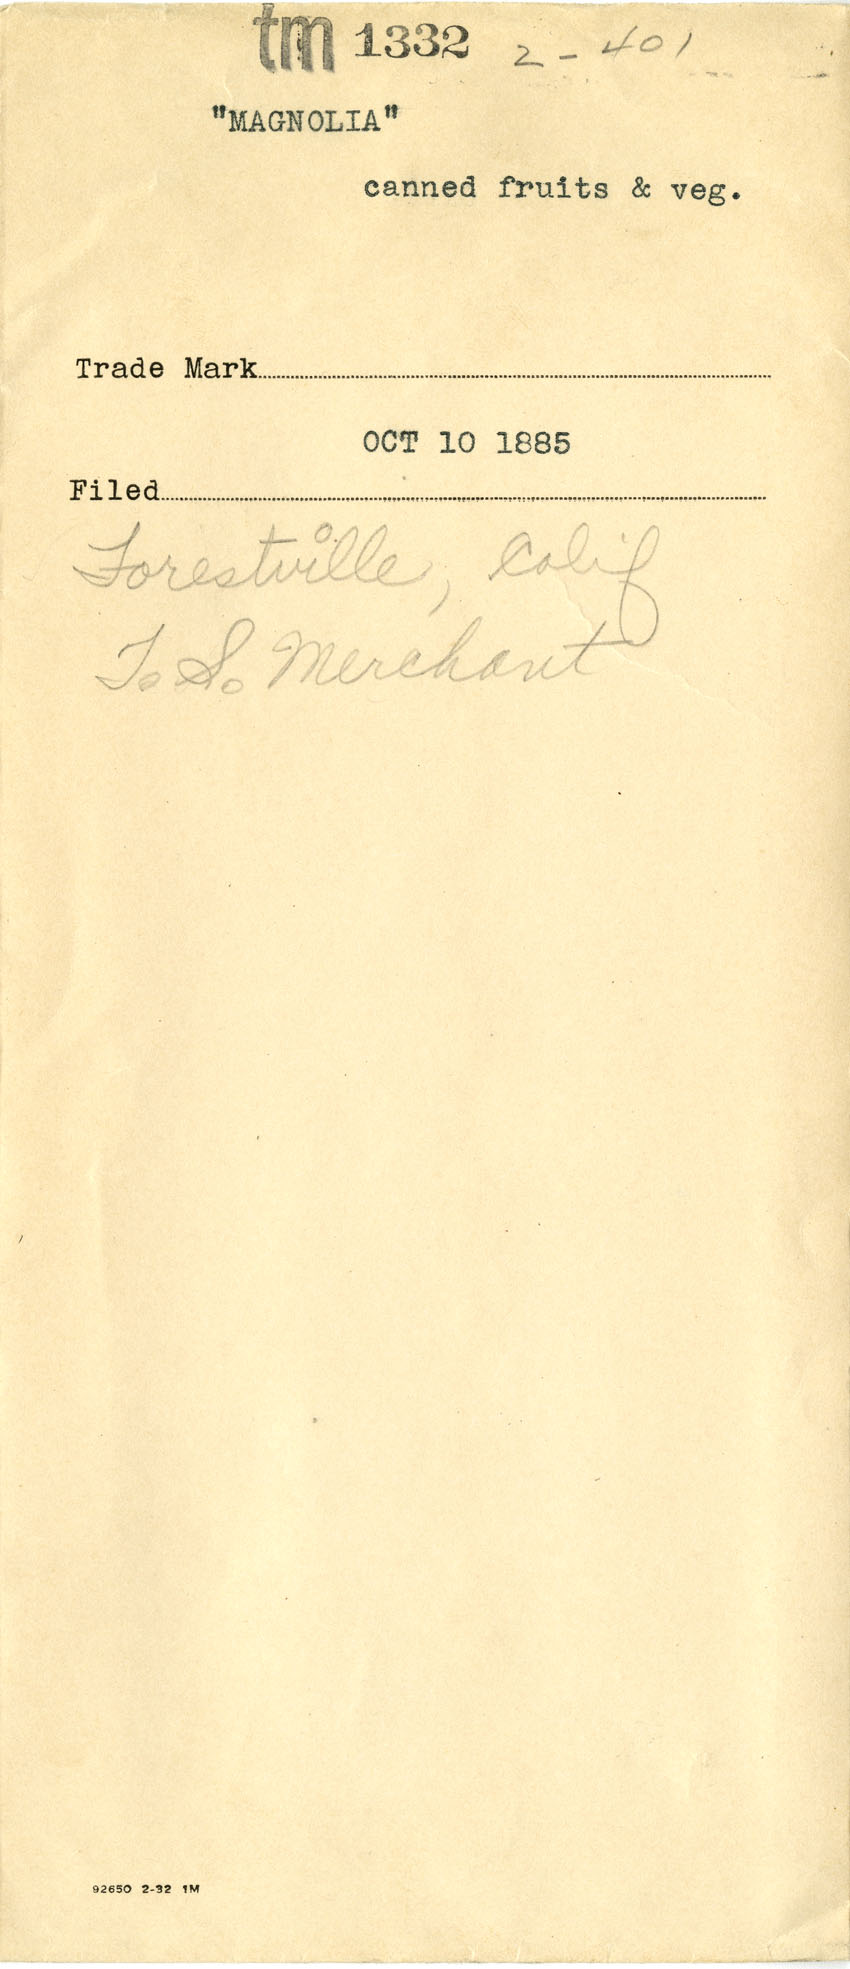 tm 1332 2-401
"MAGNOLIA"
canned fruits & veg.
Trade Mark
OCT 10 1885
Filed
Forestville, Calif
T. S. Merchant
92650 2-32 1M